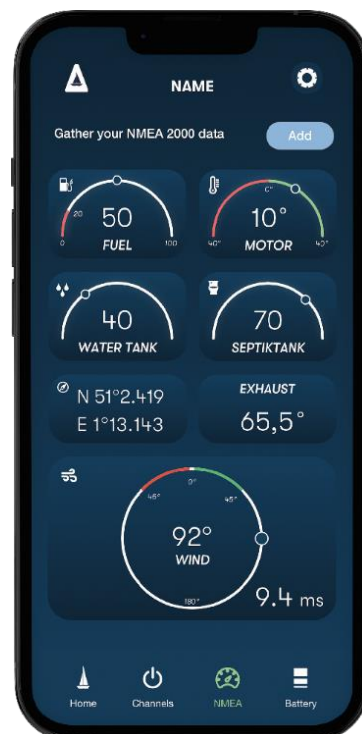 NAME
Gather your NMEA 2000 data
Add
20
50
0
100
FUEL
0°
10°
40°
40°
MOTOR
40
WATER TANK
70
SEPTIKTANK
N 51°2.419
E 1°13.143
EXHAUST
65,5°
0°
45°
45°
92°
WIND
180°
9.4 ms
Home
Channels
NMEA
Battery